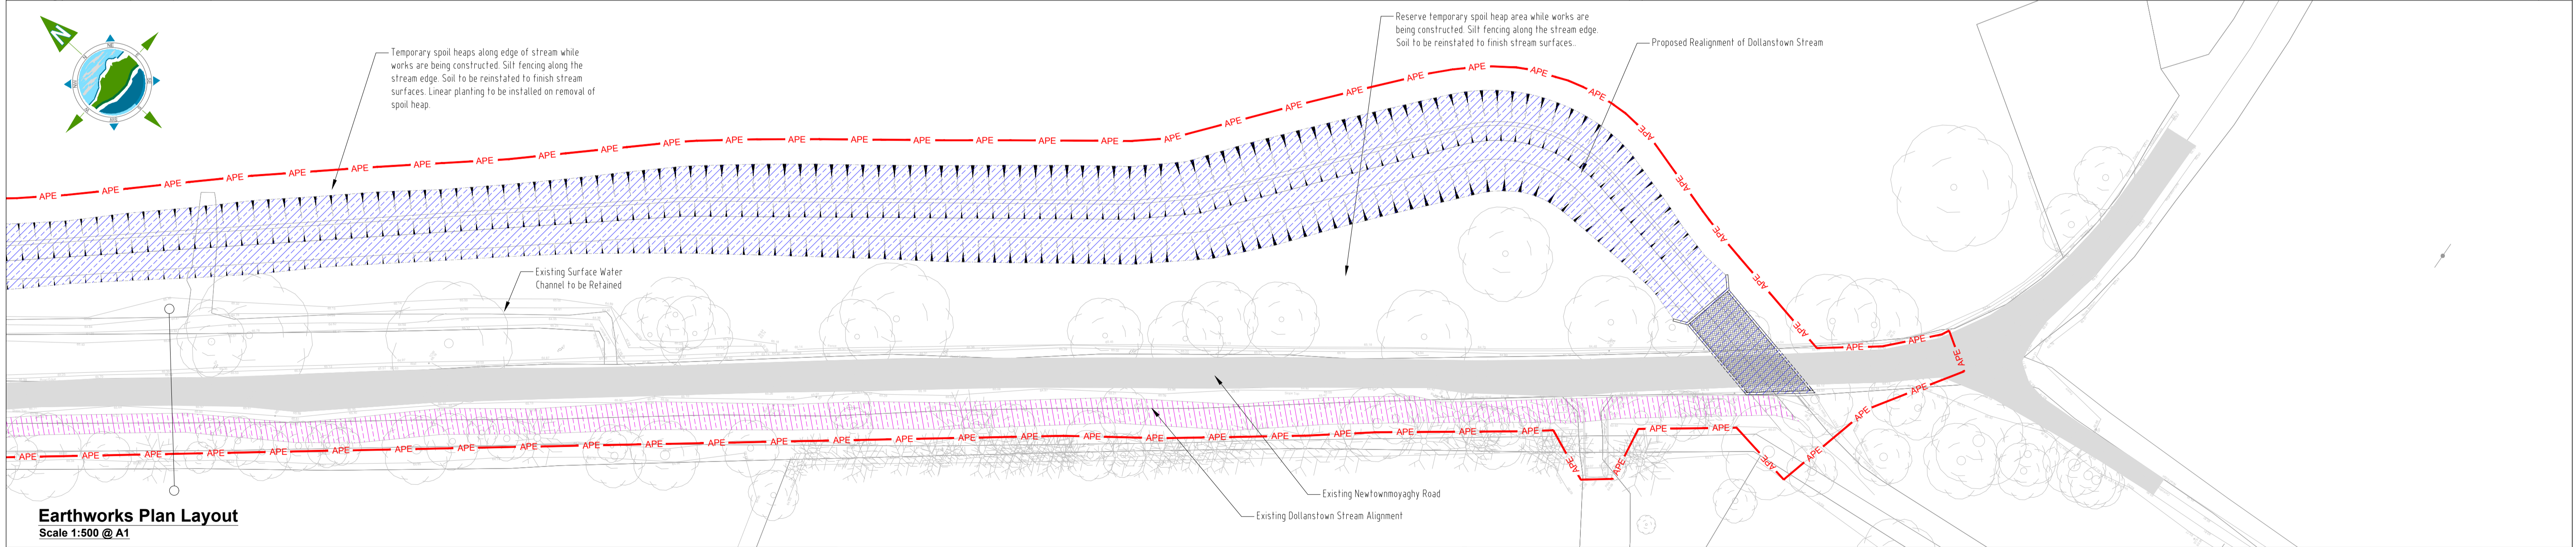 N
Temporary spoil heaps along edge of stream while
works are being constructed. Silt fencing along the
stream edge. Soil to be reinstated to finish stream
surfaces. Linear planting to be installed on removal of
spoil heap.
Reserve temporary spoil heap area while works are
being constructed. Silt fencing along the stream edge.
Soil to be reinstated to finish stream surfaces..
Proposed Realignment of Dollanstown Stream
APE
Existing Surface Water
Channel to be Retained
Existing Newtownmoyaghy Road
Existing Dollanstown Stream Alignment
Earthworks Plan Layout
Scale 1:500 @ A1